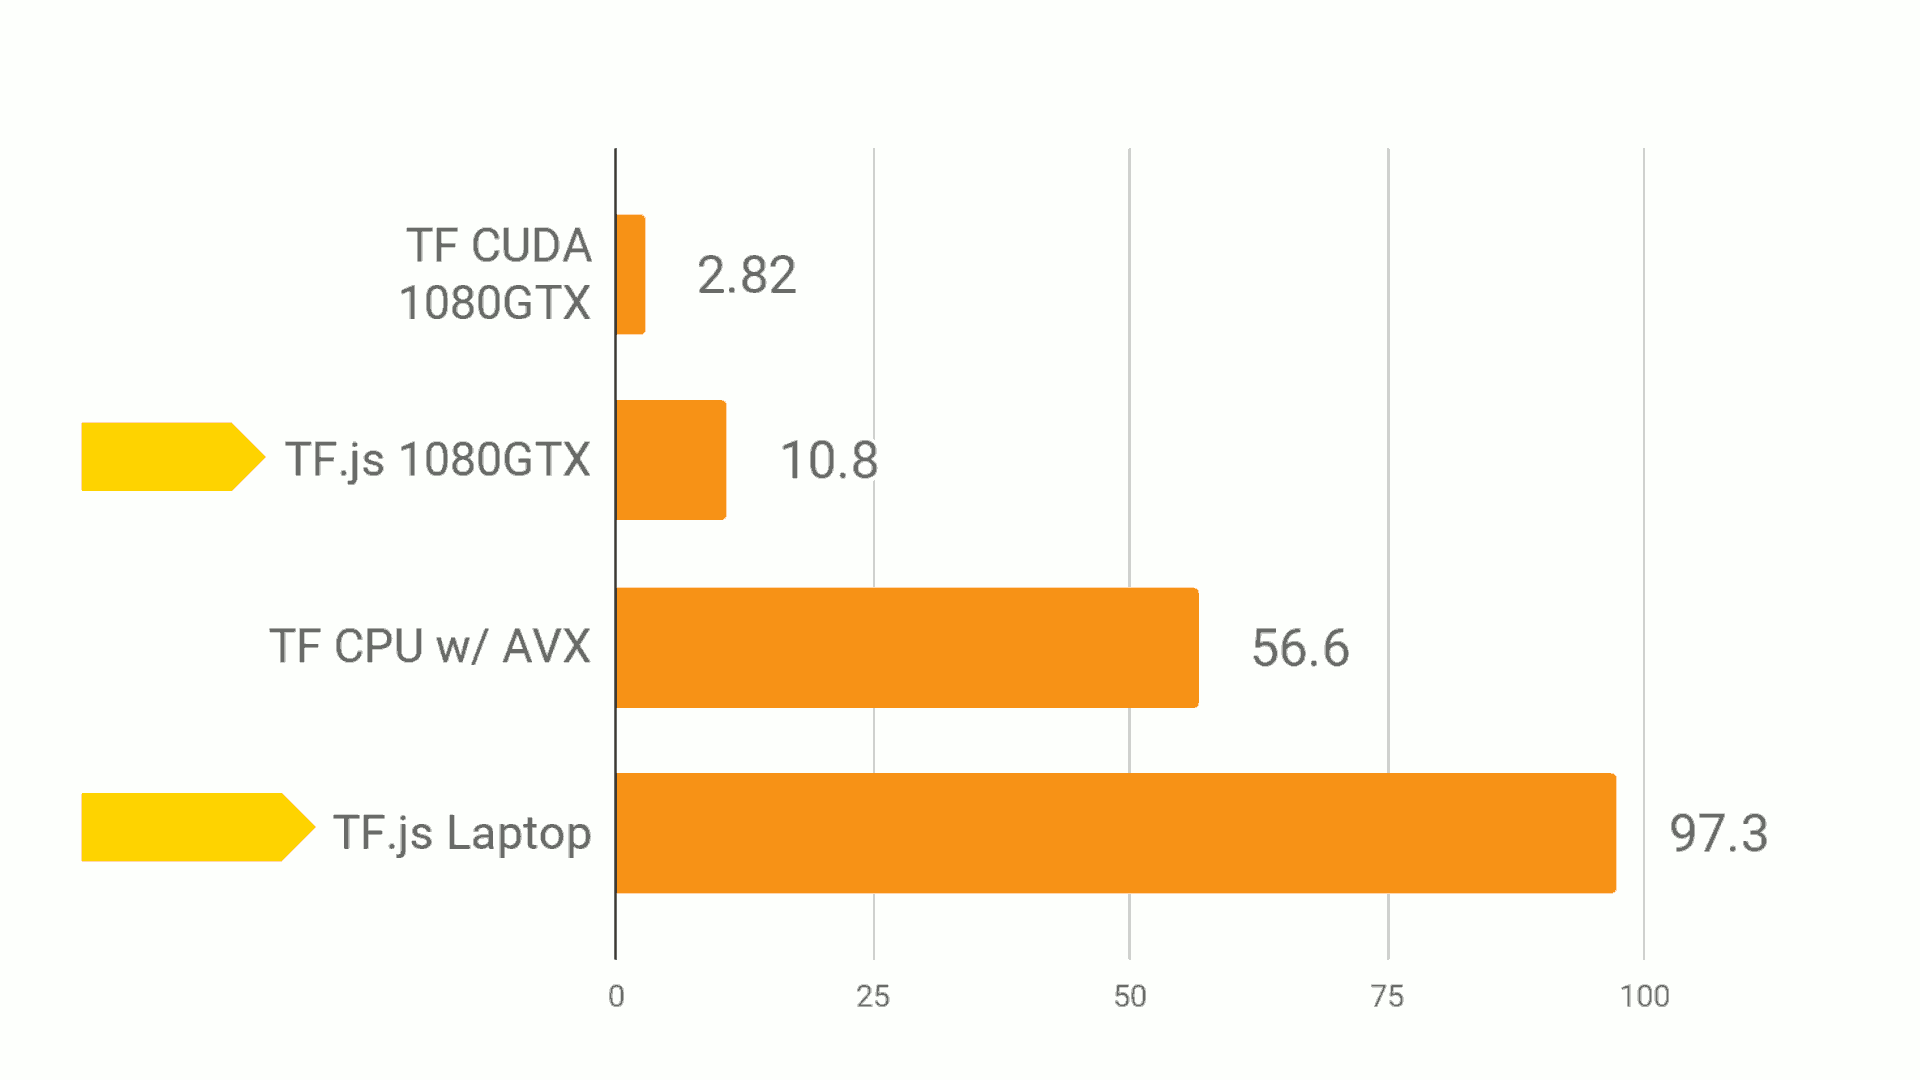 TF CUDA
1080GTX
2.82
TF.js 1080GTX
10.8
TF CPU w/ AVX
56.6
TF.js Laptop
97.3
0 25 50 75 100